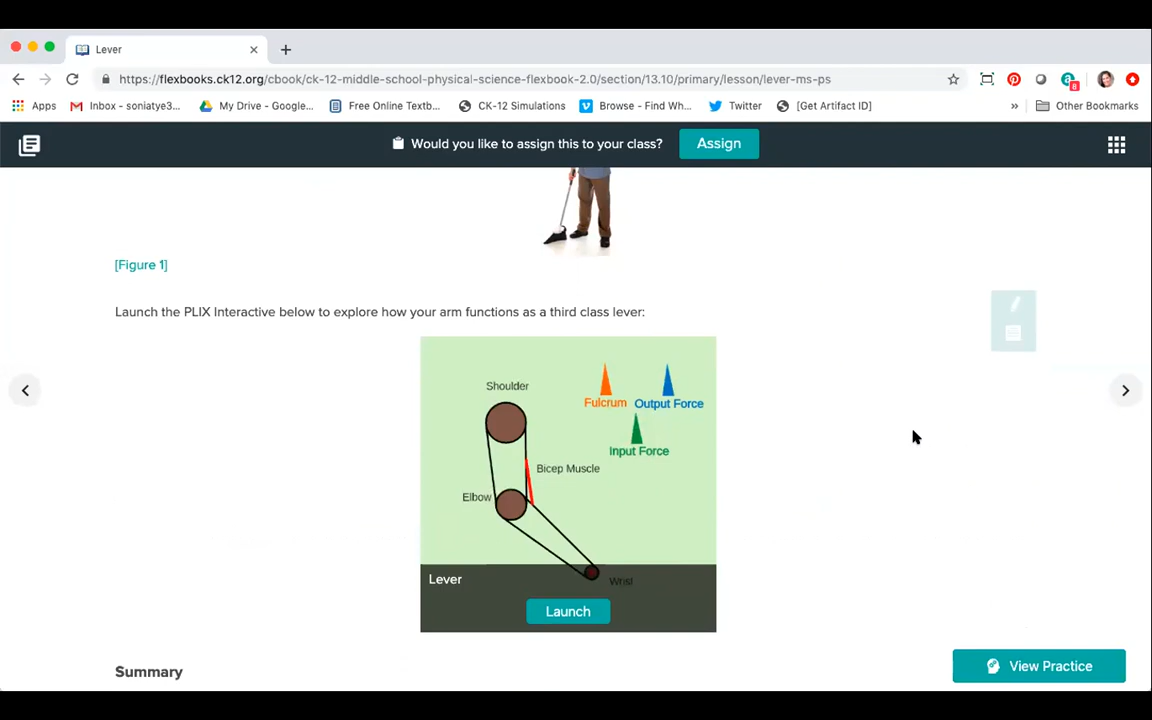 Lever
https://flexbooks.ck12.org/cbook/ck-12-middle-school-physical-science-flexbook-2.0/section/13.10/primary/lesson/lever-ms-ps
8
Apps Inbox - soniatye3... My Drive - Google... Free Online Textb... CK-12 Simulations Browse - Find Wh... Twitter [Get Artifact ID] » Other Bookmarks
Would you like to assign this to your class? Assign
[Figure 1]
Launch the PLIX Interactive below to explore how your arm functions as a third class lever:
Shoulder
Fulcrum Output Force
Input Force
Bicep Muscle
Elbow
Lever
Wrist
Launch
Summary
View Practice